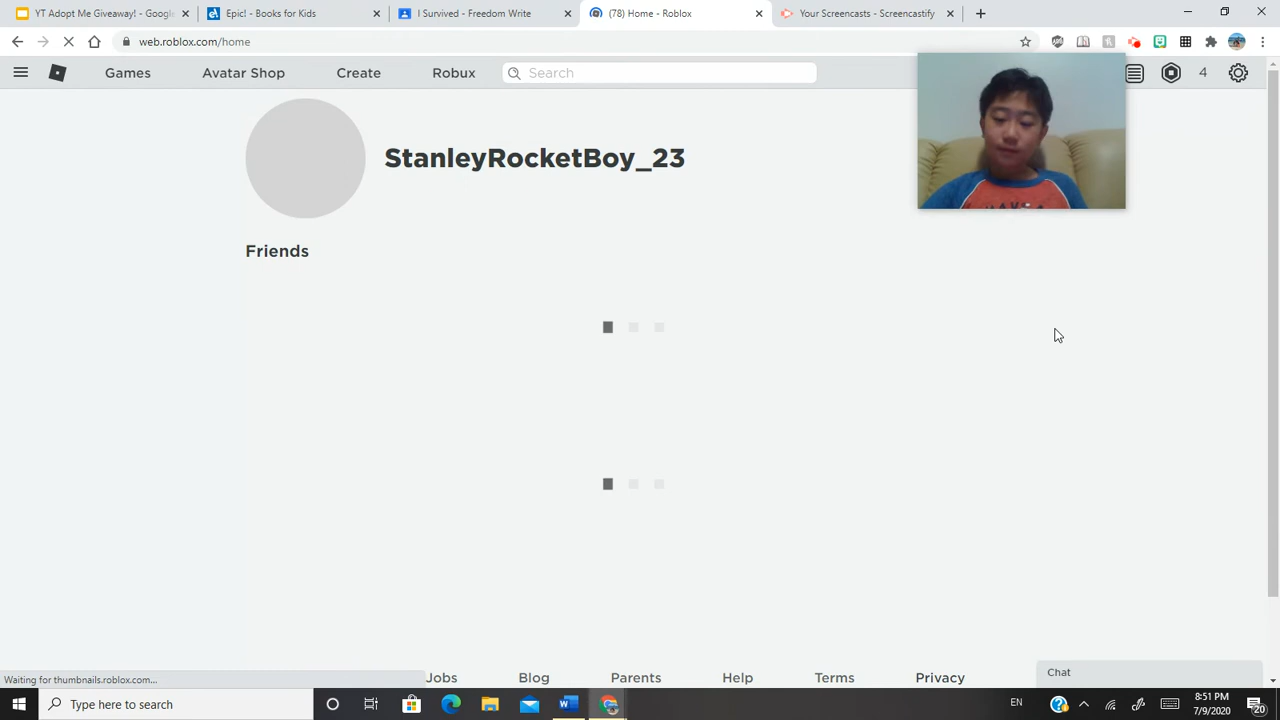 YT Adopt Me Giveaway! - Google
Epic! - Books for Kids
I Survived - Freedom Write
(78) Home - Roblox
Your Screencasts - Screencastify
web.roblox.com/home
Games
Avatar Shop
Create
Robux
Search
4
StanleyRocketBoy_23
Friends
Waiting for thumbnails.roblox.com...
Jobs
Blog
Parents
Help
Terms
Privacy
Chat
Type here to search
EN
8:51 PM
7/9/2020
20